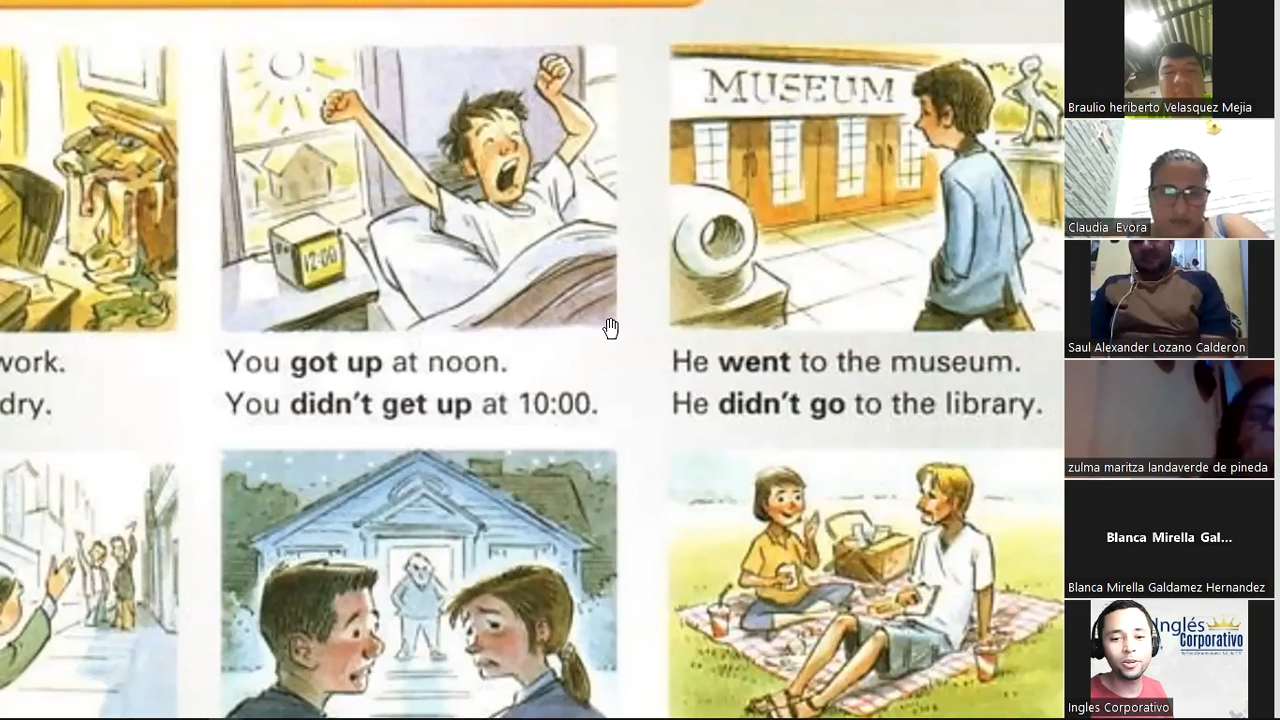 MUSEUM
12:00
work.
dry.
You got up at noon.
You didn't get up at 10:00.
He went to the museum.
He didn't go to the library.
Braulio heriberto Velasquez Mejia
Claudia Evora
Saul Alexander Lozano Calderon
zulma maritza landaverde de pineda
Blanca Mirella Gal...
Blanca Mirella Galdamez Hernandez
Inglés
Corporativo
Ingles Corporativo